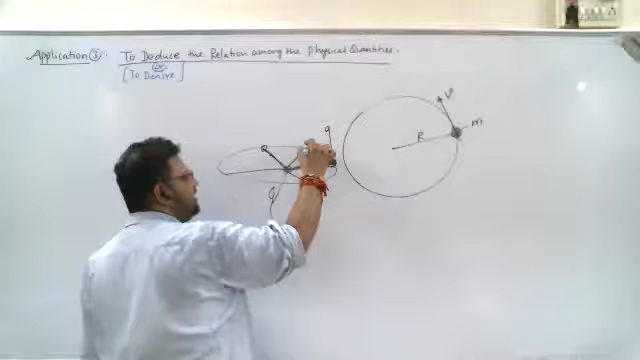 Application ③: To Deduce the Relation among the Physical Quantities.
(or)
[To Derive]
V
m
R